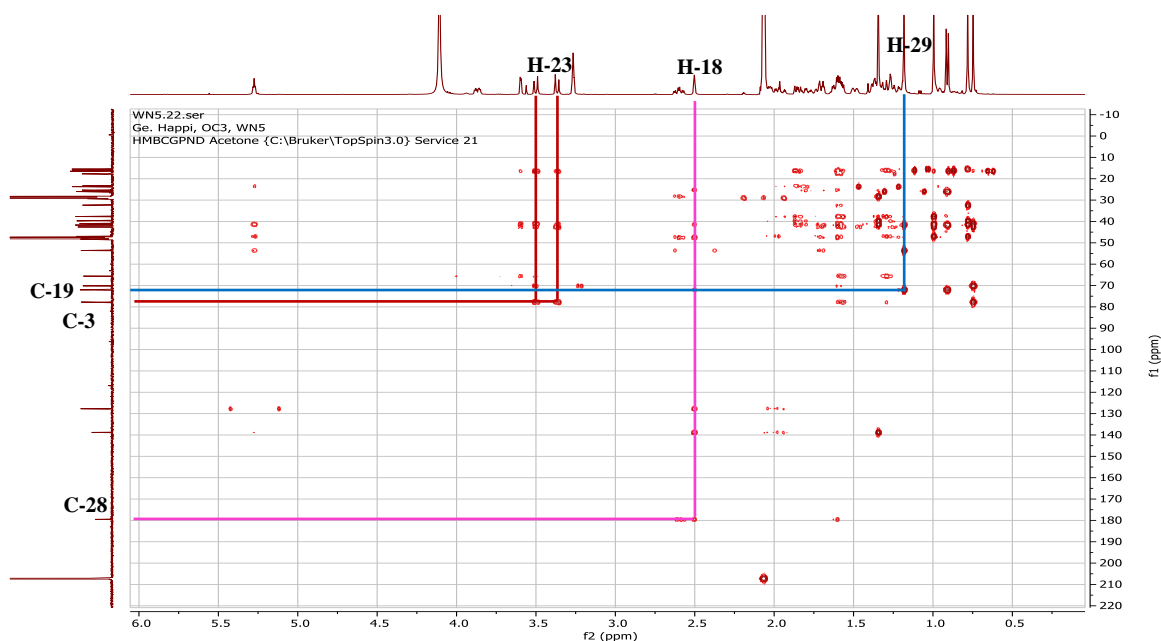 H-29
H-23
H-18
WN5.22.ser
Ge. Happi, OC3, WN5
HMBCGPND Acetone {C:\Bruker\TopSpin3.0} Service 21
C-19
C-3
C-28
-10
0
10
20
30
40
50
60
70
80
90
100
110
120
130
140
150
160
170
180
190
200
210
220
f1 (ppm)
6.0 5.5 5.0 4.5 4.0 3.5 3.0 2.5 2.0 1.5 1.0 0.5
f2 (ppm)